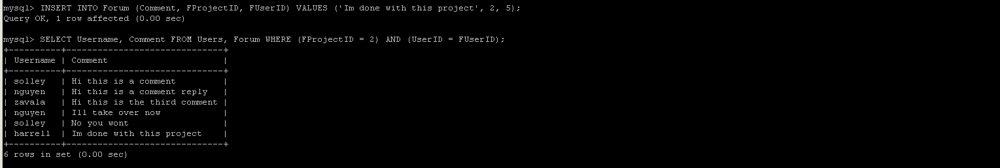 mysql> INSERT INTO Forum (Comment, FProjectID, FUserID) VALUES ('Im done with this project', 2, 5);
Query OK, 1 row affected (0.00 sec)
mysql> SELECT Username, Comment FROM Users, Forum WHERE (FProjectID = 2) AND (UserID = FUserID);
+----------+------------------------------+
| Username | Comment                      |
+----------+------------------------------+
| solley   | Hi this is a comment         |
| nguyen   | Hi this is a comment reply   |
| zavala   | Hi this is the third comment |
| nguyen   | Ill take over now            |
| solley   | No you wont                  |
| harrell  | Im done with this project    |
+----------+------------------------------+
6 rows in set (0.00 sec)